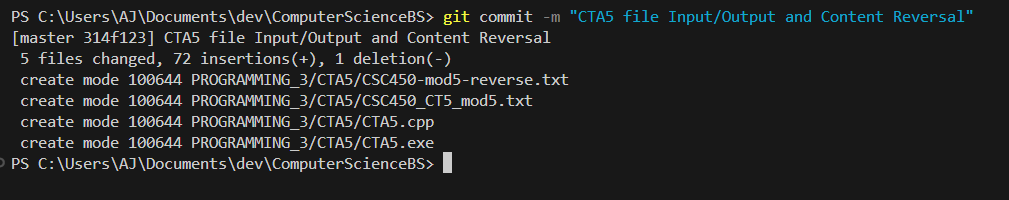 PS C:\Users\AJ\Documents\dev\ComputerScienceBS> git commit -m "CTA5 file Input/Output and Content Reversal"
[master 314f123] CTA5 file Input/Output and Content Reversal
 5 files changed, 72 insertions(+), 1 deletion(-)
 create mode 100644 PROGRAMMING_3/CTA5/CSC450-mod5-reverse.txt
 create mode 100644 PROGRAMMING_3/CTA5/CSC450_CT5_mod5.txt
 create mode 100644 PROGRAMMING_3/CTA5/CTA5.cpp
 create mode 100644 PROGRAMMING_3/CTA5/CTA5.exe
PS C:\Users\AJ\Documents\dev\ComputerScienceBS>